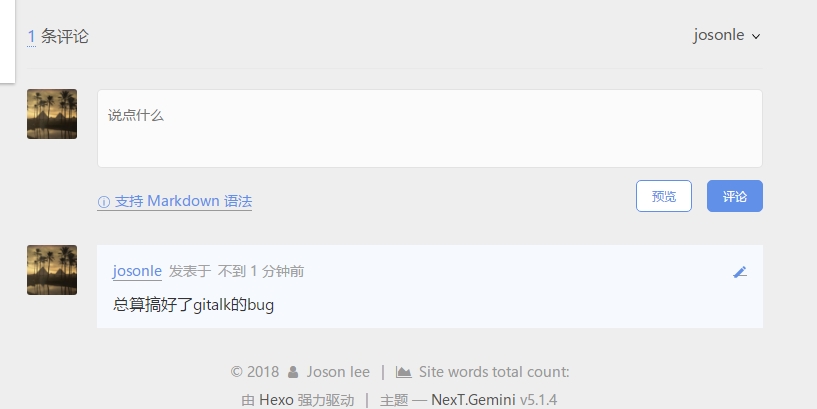 1 条评论
josonle
说点什么
支持 Markdown 语法
预览
评论
josonle 发表于 不到 1 分钟前
总算搞好了gitalk的bug
© 2018 Joson lee | Site words total count:
由 Hexo 强力驱动 | 主题 — NexT.Gemini v5.1.4